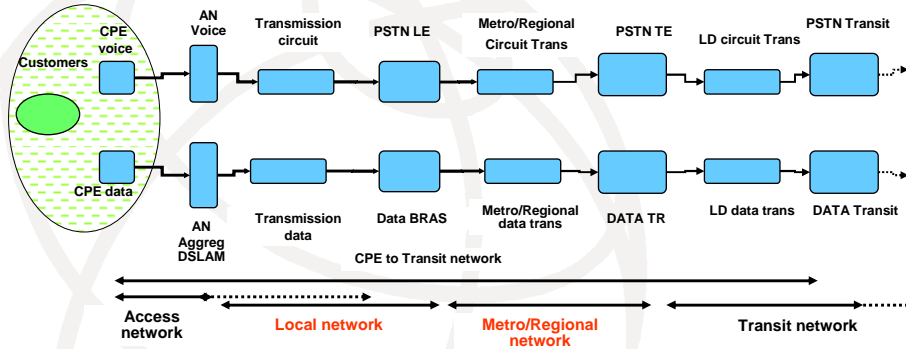 CPE
voice
AN
Voice
Transmission
circuit
PSTN LE
Metro/Regional
Circuit Trans
PSTN TE
LD circuit Trans
PSTN Transit
Customers
CPE data
AN
Aggreg
DSLAM
Transmission
data
Data BRAS
Metro/Regional
data trans
DATA TR
LD data trans
DATA Transit
CPE to Transit network
Access
network
Local network
Metro/Regional
network
Transit network